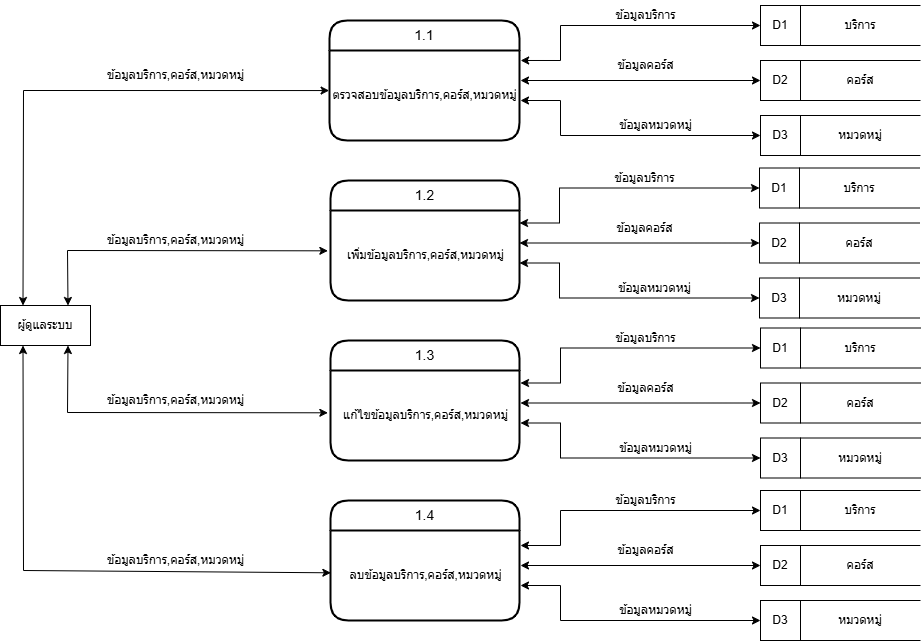 ข้อมูลบริการ
D1
บริการ
1.1
ข้อมูลบริการ,คอร์ส,หมวดหมู่
ข้อมูลคอร์ส
D2
คอร์ส
ตรวจสอบข้อมูลบริการ,คอร์ส,หมวดหมู่
ข้อมูลหมวดหมู่
D3
หมวดหมู่
ข้อมูลบริการ
D1
บริการ
1.2
ข้อมูลบริการ,คอร์ส,หมวดหมู่
ข้อมูลคอร์ส
D2
คอร์ส
เพิ่มข้อมูลบริการ,คอร์ส,หมวดหมู่
ข้อมูลหมวดหมู่
D3
หมวดหมู่
ผู้ดูแลระบบ
ข้อมูลบริการ
D1
บริการ
1.3
ข้อมูลบริการ,คอร์ส,หมวดหมู่
ข้อมูลคอร์ส
D2
คอร์ส
แก้ไขข้อมูลบริการ,คอร์ส,หมวดหมู่
ข้อมูลหมวดหมู่
D3
หมวดหมู่
ข้อมูลบริการ
D1
บริการ
1.4
ข้อมูลบริการ,คอร์ส,หมวดหมู่
ข้อมูลคอร์ส
D2
คอร์ส
ลบข้อมูลบริการ,คอร์ส,หมวดหมู่
ข้อมูลหมวดหมู่
D3
หมวดหมู่